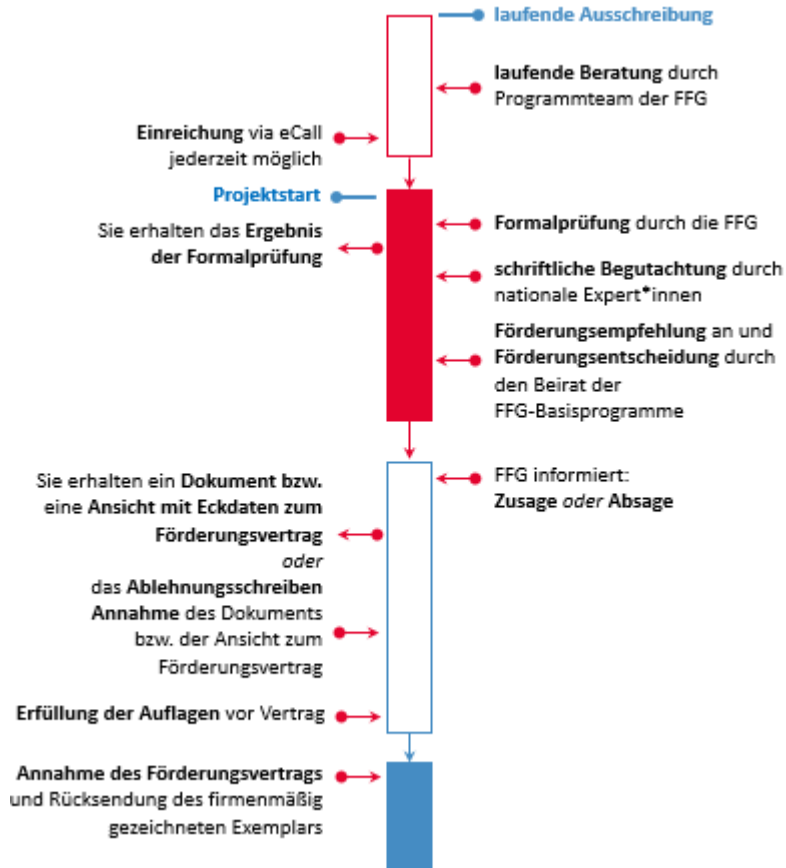 laufende Ausschreibung
laufende Beratung durch
Programmteam der FFG
Einreichung via eCall
jederzeit möglich
Projektstart
Formalprüfung durch die FFG
Sie erhalten das Ergebnis
der Formalprüfung
schriftliche Begutachtung durch
nationale Expert*innen
Förderungsempfehlung an und
Förderungsentscheidung durch
den Beirat der
FFG-Basisprogramme
FFG informiert:
Zusage oder Absage
Sie erhalten ein Dokument bzw.
eine Ansicht mit Eckdaten zum
Förderungsvertrag
oder
das Ablehnungsschreiben
Annahme des Dokuments
bzw. der Ansicht zum
Förderungsvertrag
Erfüllung der Auflagen vor Vertrag
Annahme des Förderungsvertrags
und Rücksendung des firmenmäßig
gezeichneten Exemplars